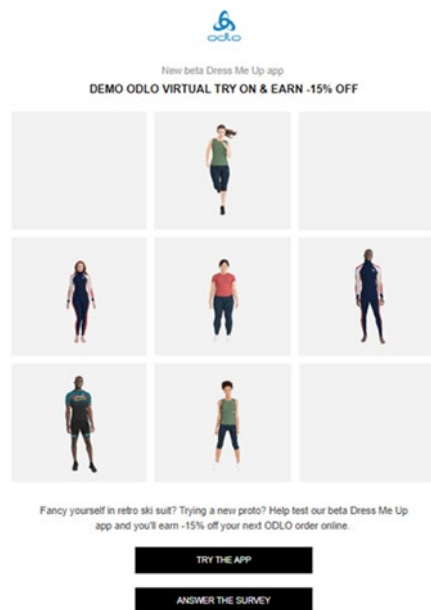 odlo
New beta Dress Me Up app
DEMO ODLO VIRTUAL TRY ON & EARN -15% OFF
Fancy yourself in retro ski suit? Trying a new proto? Help test our beta Dress Me Up
app and you'll earn -15% off your next ODLO order online.
TRY THE APP
ANSWER THE SURVEY